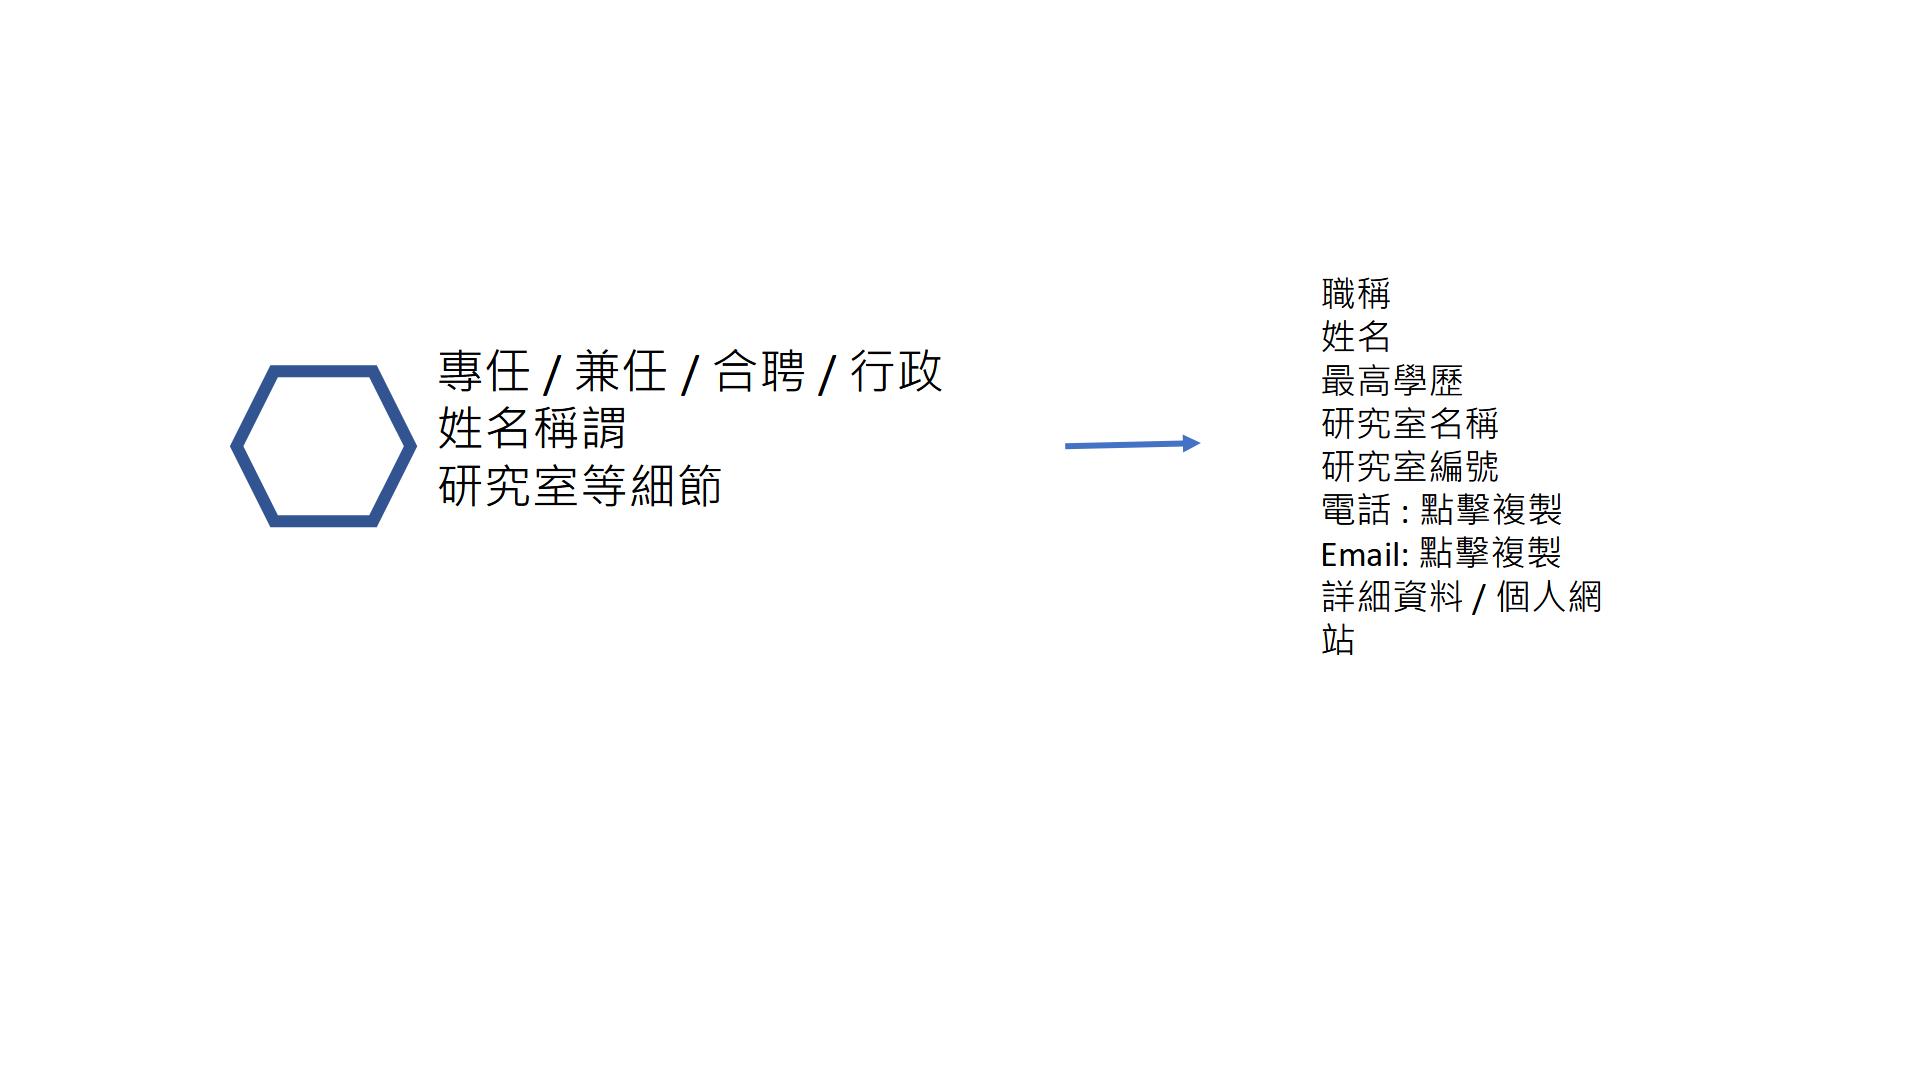 專任 / 兼任 / 合聘 / 行政
姓名稱謂
研究室等細節
職稱
姓名
最高學歷
研究室名稱
研究室編號
電話 : 點擊複製
Email: 點擊複製
詳細資料 / 個人網
站